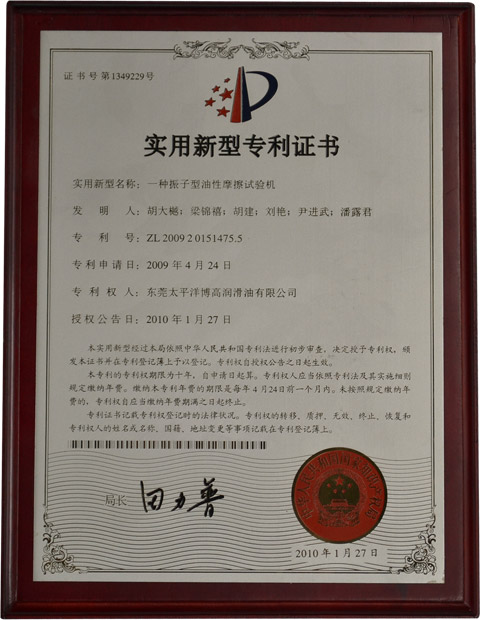 证书号第1349229号
实用新型专利证书
实用新型名称：一种振子型油性摩擦试验机
发明人：胡大樾；梁锦禧；胡建；刘艳；尹进武；潘露君
专利号：ZL 2009 2 0151475.5
专利申请日：2009年4月24日
专利权人：东莞太平洋博高润滑油有限公司
授权公告日：2010年1月27日
本实用新型经过本局依照中华人民共和国专利法进行初步审查，决定授予专利权，颁
发本证书并在专利登记簿上予以登记。专利权自授权公告之日起生效。
本专利的专利权期限为十年，自申请日起算。专利权人应当依照专利法及其实施细则
规定缴纳年费。缴纳本专利年费的期限是每年4月24日前一个月内。未按照规定缴纳年费
的，专利权自应当缴纳年费期满之日起终止。
专利证书记载专利权登记时的法律状况。专利权的转移、质押、无效、终止、恢复和
专利权人的姓名或名称、国籍、地址变更等事项记载在专利登记簿上。
局长 田力普
中华人民共和国国家知识产权局
2010年1月27日